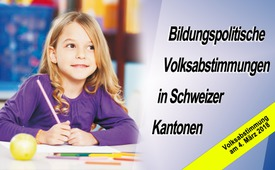 Bildungspolitische
Volksabstimmungen
in Schweizer
Kantonen
Volksabstimmung
am 4. März 2018